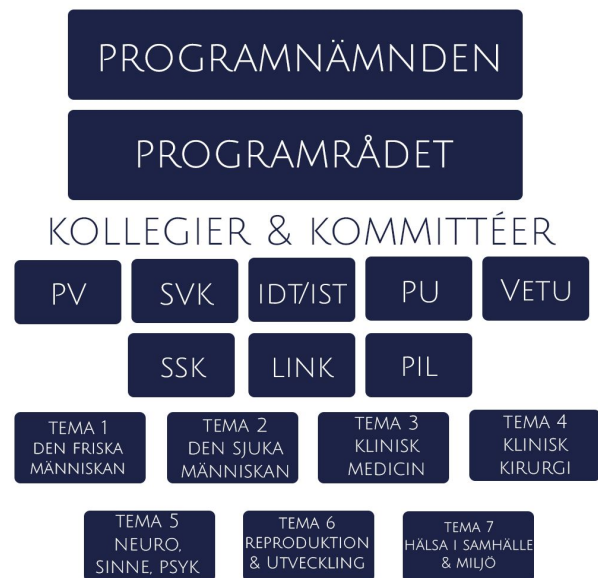 PROGRAMNÄMNDEN
PROGRAMRÅDET
KOLLEGIER & KOMMITTÉER
PV
SVK
IDT/IST
PU
VETU
SSK
LINK
PIL
TEMA 1
DEN FRISKA
MÄNNISKAN
TEMA 2
DEN SJUKA
MÄNNISKAN
TEMA 3
KLINISK
MEDICIN
TEMA 4
KLINISK
KIRURGI
TEMA 5
NEURO,
SINNE, PSYK
TEMA 6
REPRODUKTION
& UTVECKLING
TEMA 7
HÄLSA I SAMHÄLLE
& MILJÖ